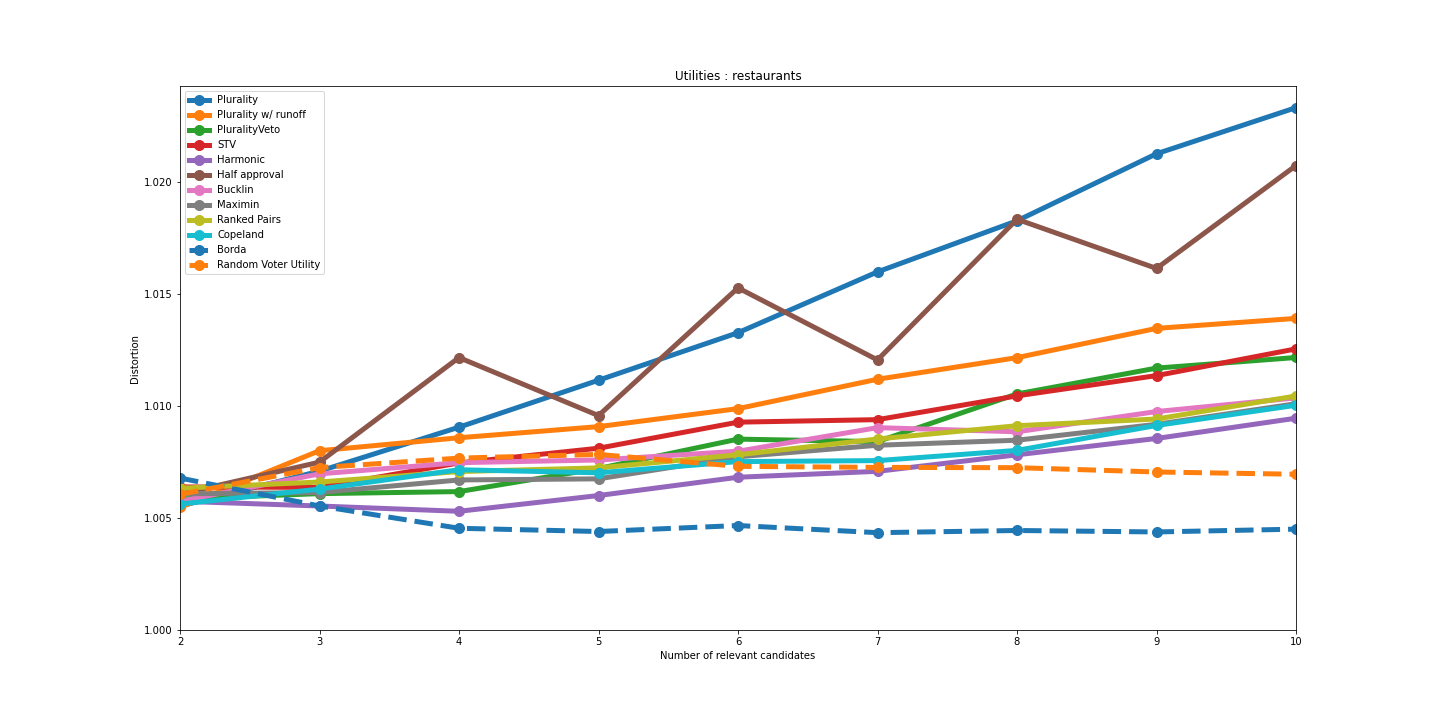 Utilities : restaurants
Plurality
Plurality w/ runoff
PluralityVeto
STV
Harmonic
Half approval
Bucklin
Maximin
Ranked Pairs
Copeland
Borda
Random Voter Utility
Distortion
1.020
1.015
1.010
1.005
1.000
2 3 4 5 6 7 8 9 10
Number of relevant candidates